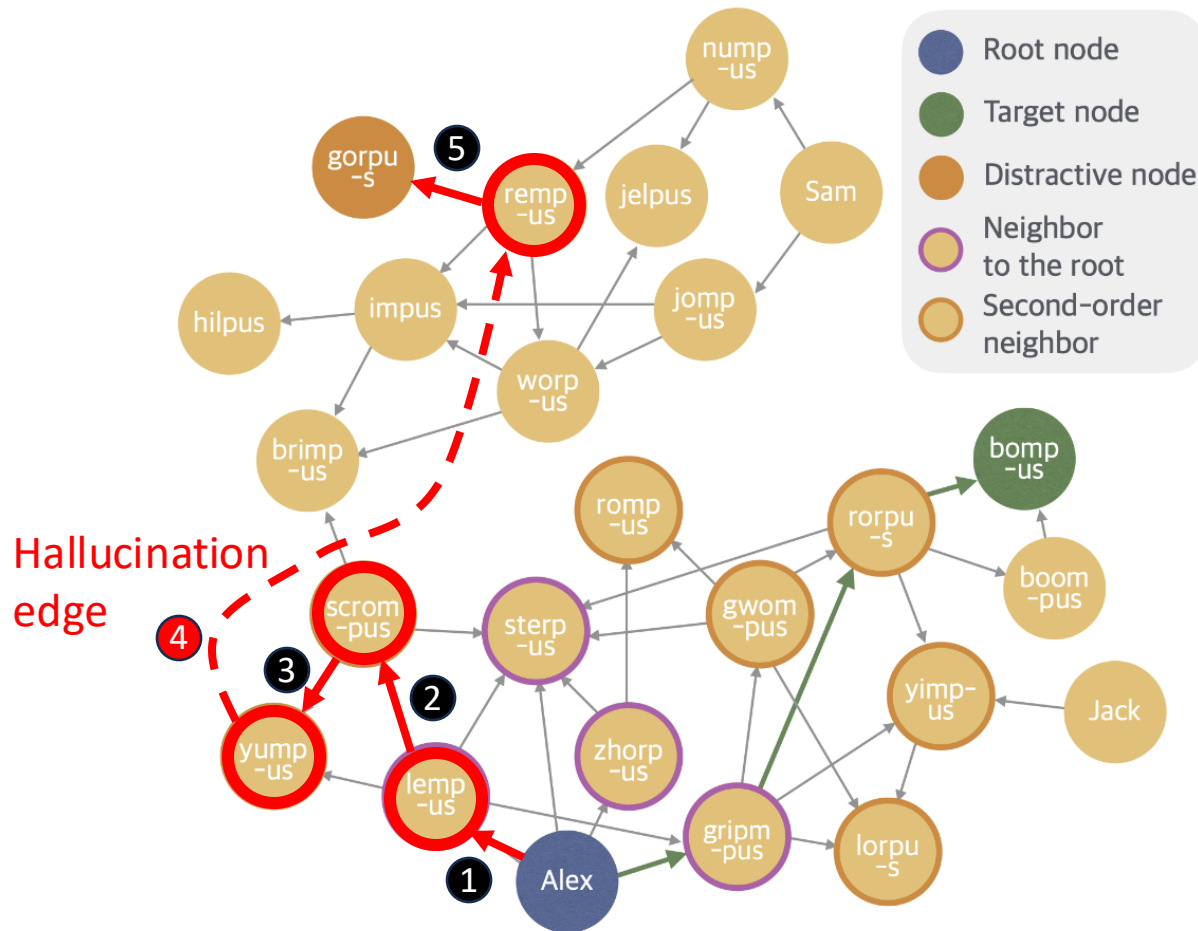 nump
-us
Root node
Target node
gorpu
-s
5
remp
-us
jelpus
Sam
Distractive node
Neighbor
to the root
Second-order
neighbor
hilpus
impus
jomp
-us
worp
-us
brimp
-us
bomp
-us
romp
-us
rorpu
-s
Hallucination
edge
boom
-pus
scrom
-pus
sterp
-us
gwom
-pus
4
3
2
yimp-
us
Jack
yump
-us
lemp
-us
zhorp
-us
gripm
-pus
lorpu
-s
1
Alex